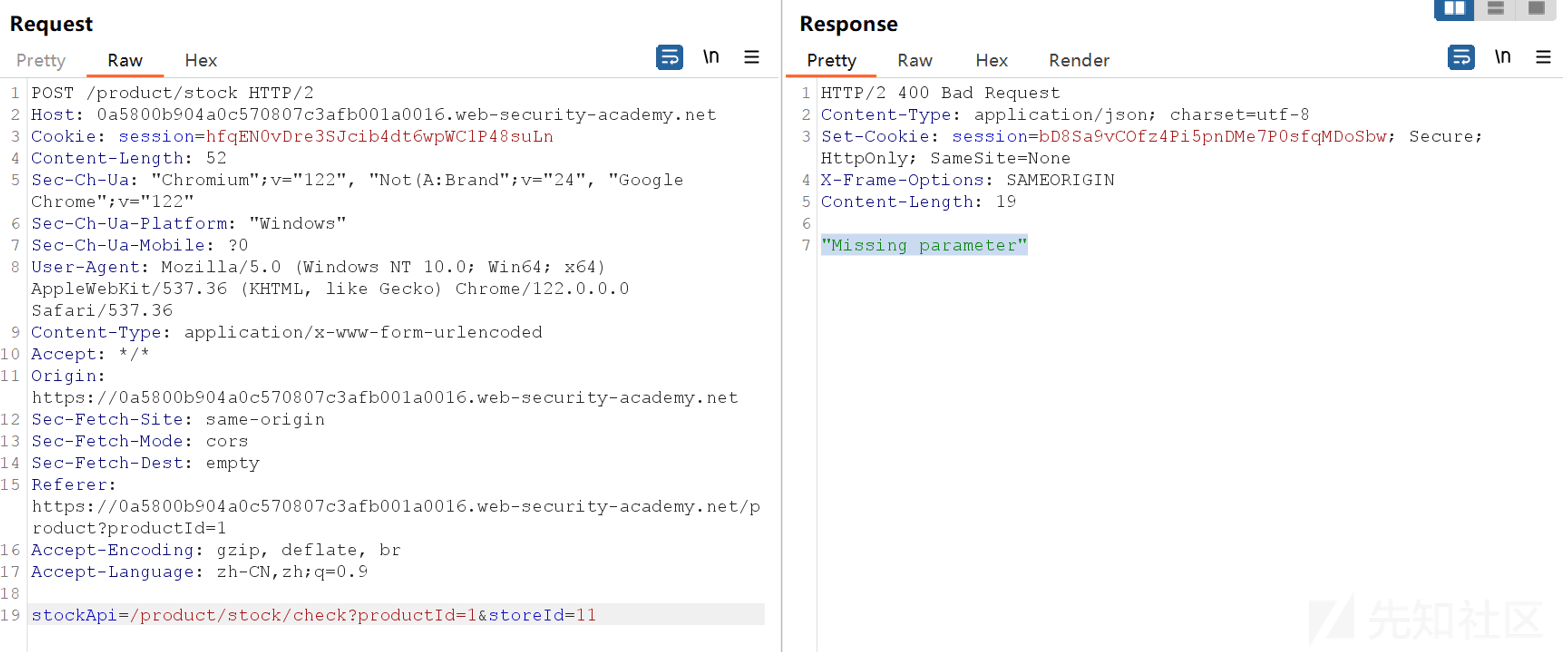 Request
Pretty Raw Hex \n
1 POST /product/stock HTTP/2
2 Host: 0a5800b904a0c570807c3afb001a0016.web-security-academy.net
3 Cookie: session=hfqEN0vDre3SJcib4dt6wpWC1P48suLn
4 Content-Length: 52
5 Sec-Ch-Ua: "Chromium";v="122", "Not(A:Brand";v="24", "Google
Chrome";v="122"
6 Sec-Ch-Ua-Platform: "Windows"
7 Sec-Ch-Ua-Mobile: ?0
8 User-Agent: Mozilla/5.0 (Windows NT 10.0; Win64; x64)
AppleWebKit/537.36 (KHTML, like Gecko) Chrome/122.0.0.0
Safari/537.36
9 Content-Type: application/x-www-form-urlencoded
10 Accept: */*
11 Origin:
https://0a5800b904a0c570807c3afb001a0016.web-security-academy.net
12 Sec-Fetch-Site: same-origin
13 Sec-Fetch-Mode: cors
14 Sec-Fetch-Dest: empty
15 Referer:
https://0a5800b904a0c570807c3afb001a0016.web-security-academy.net/p
roduct?productId=1
16 Accept-Encoding: gzip, deflate, br
17 Accept-Language: zh-CN,zh;q=0.9
18
19 stockApi=/product/stock/check?productId=1&storeId=11
Response
Pretty Raw Hex Render \n
1 HTTP/2 400 Bad Request
2 Content-Type: application/json; charset=utf-8
3 Set-Cookie: session=bD8Sa9vCOfz4Pi5pnDMe7P0sfqMDoSbw; Secure;
HttpOnly; SameSite=None
4 X-Frame-Options: SAMEORIGIN
5 Content-Length: 19
6
7 "Missing parameter"
先知社区